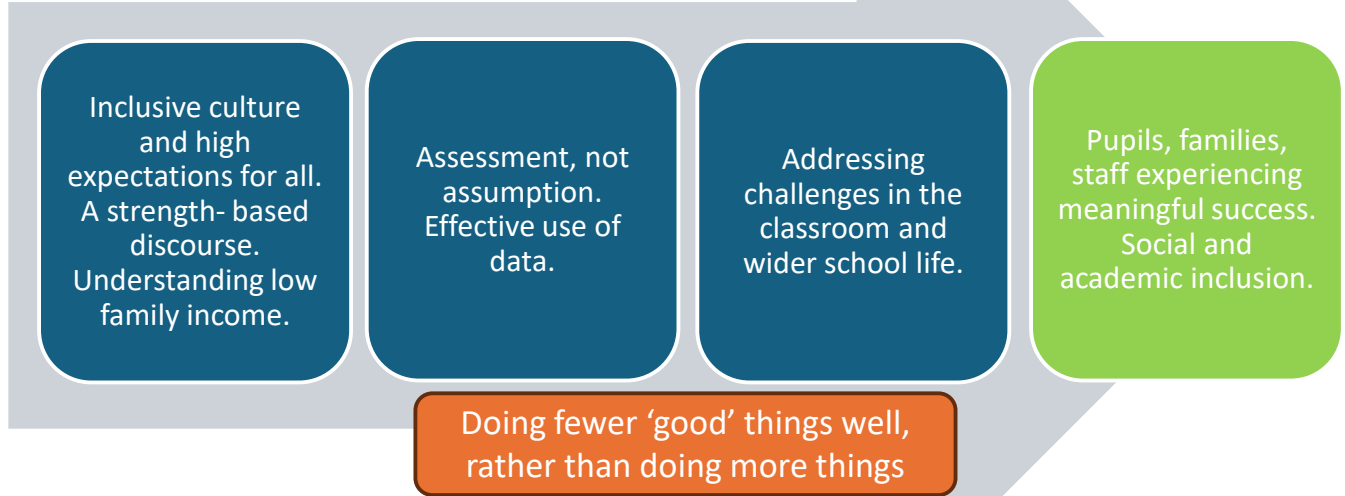 Inclusive culture
and high
expectations for all.
A strength- based
discourse.
Understanding low
family income.
Assessment, not
assumption.
Effective use of
data.
Addressing
challenges in the
classroom and
wider school life.
Pupils, families,
staff experiencing
meaningful success.
Social and
academic inclusion.
Doing fewer ‘good’ things well,
rather than doing more things